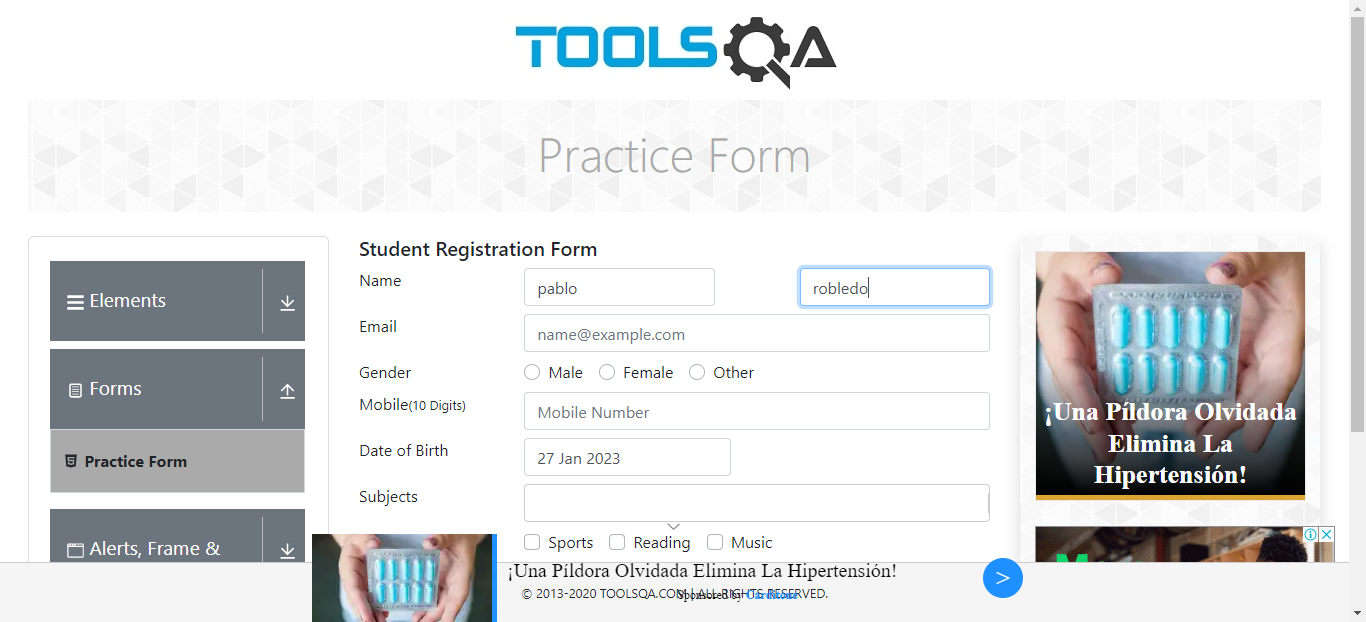 TOOLSQA
Practice Form
Elements
Forms
Practice Form
Alerts, Frame &
Student Registration Form
Name
pablo
robledo
Email
name@example.com
Gender
Male
Female
Other
Mobile(10 Digits)
Mobile Number
Date of Birth
27 Jan 2023
Subjects
Sports
Reading
Music
¡Una Píldora Olvidada
Elimina La
Hipertensión!
¡Una Píldora Olvidada Elimina La Hipertensión!
© 2013-2020 TOOLSQA.COM | ALL RIGHTS RESERVED.
Sponsored by